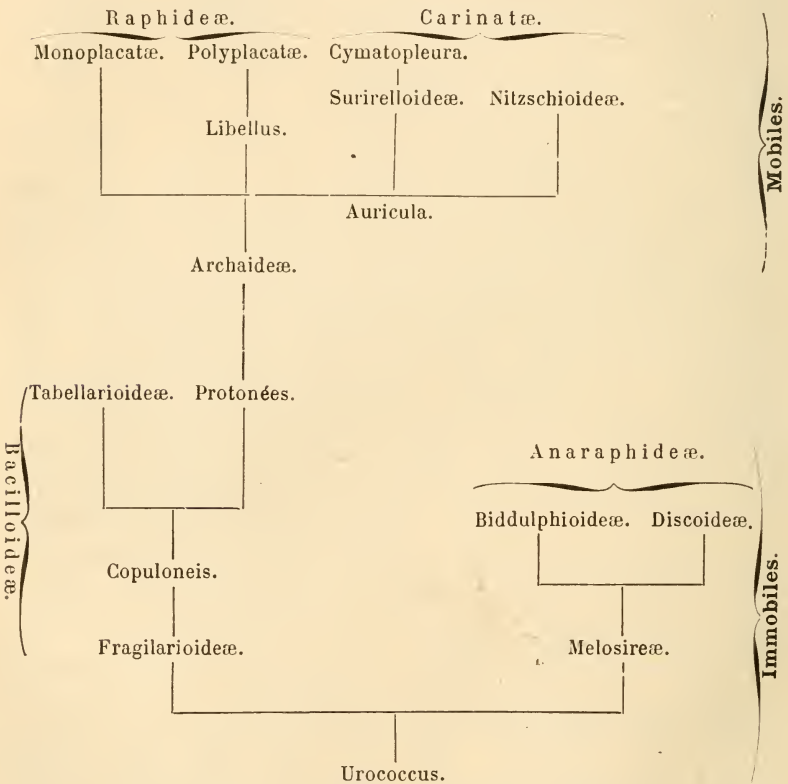 Raphideæ. Carinatæ.
Monoplacatæ. Polyplacatæ. Cymatopleura.
Surirelloideæ. Nitzschioideæ.
Libellus.
Mobiles.
Auricula.
Archaideæ.
Tabellarioideæ. Protonées.
Bacilloideæ.
Anaraphideæ.
Biddulphioideæ. Discoideæ.
Copuloneis.
Immobiles.
Fragilarioideæ. Melosireæ.
Urococcus.